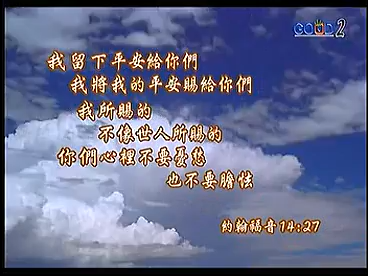 GOOD 2
我留下平安給你們
我將我的平安賜給你們
我所賜的
不像世人所賜的
你們心裡不要憂愁
也不要膽怯
約翰福音14:27